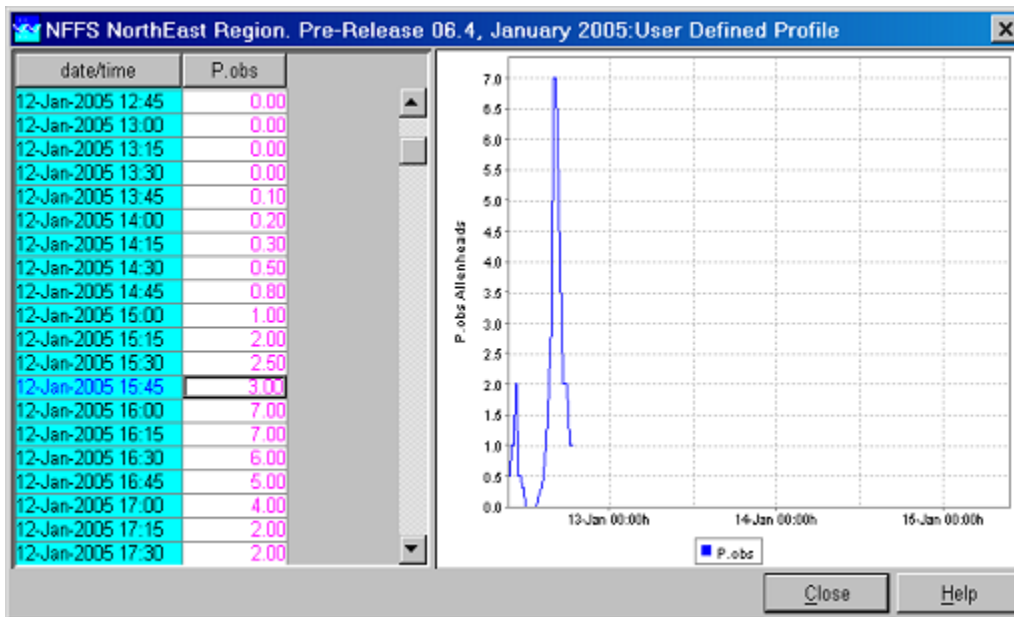 NFFS NorthEast Region. Pre-Release 06.4, January 2005:User Defined Profile
date/time P.obs
12-Jan-2005 12:45 0.00
12-Jan-2005 13:00 0.00
12-Jan-2005 13:15 0.00
12-Jan-2005 13:30 0.00
12-Jan-2005 13:45 0.10
12-Jan-2005 14:00 0.20
12-Jan-2005 14:15 0.30
12-Jan-2005 14:30 0.50
12-Jan-2005 14:45 0.80
12-Jan-2005 15:00 1.00
12-Jan-2005 15:15 2.00
12-Jan-2005 15:30 2.50
12-Jan-2005 15:45 3.00
12-Jan-2005 16:00 7.00
12-Jan-2005 16:15 7.00
12-Jan-2005 16:30 6.00
12-Jan-2005 16:45 5.00
12-Jan-2005 17:00 4.00
12-Jan-2005 17:15 2.00
12-Jan-2005 17:30 2.00
P.obs Allenheads
7.0
6.5
6.0
5.5
5.0
4.5
4.0
3.5
3.0
2.5
2.0
1.5
1.0
0.5
0.0
13-Jan 00:00h 14-Jan 00:00h 15-Jan 00:00h
P.obs
Close Help